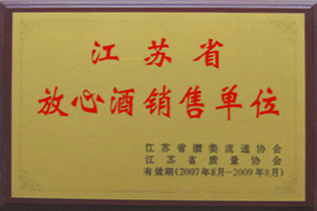 江苏省
放心酒销售单位
江苏省酒类流通协会
江苏省质量协会
有效期(2007年8月—2009年8月)